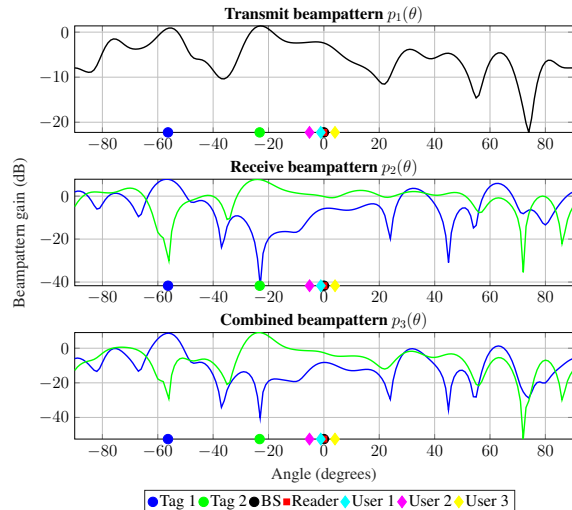 Transmit beampattern p₁(θ)
0
−10
−20
−80 −60 −40 −20 0 20 40 60 80
Receive beampattern p₂(θ)
0
−20
−40
−80 −60 −40 −20 0 20 40 60 80
Combined beampattern p₃(θ)
0
−20
−40
−80 −60 −40 −20 0 20 40 60 80
Beampattern gain (dB)
Angle (degrees)
Tag 1 Tag 2 BS Reader User 1 User 2 User 3